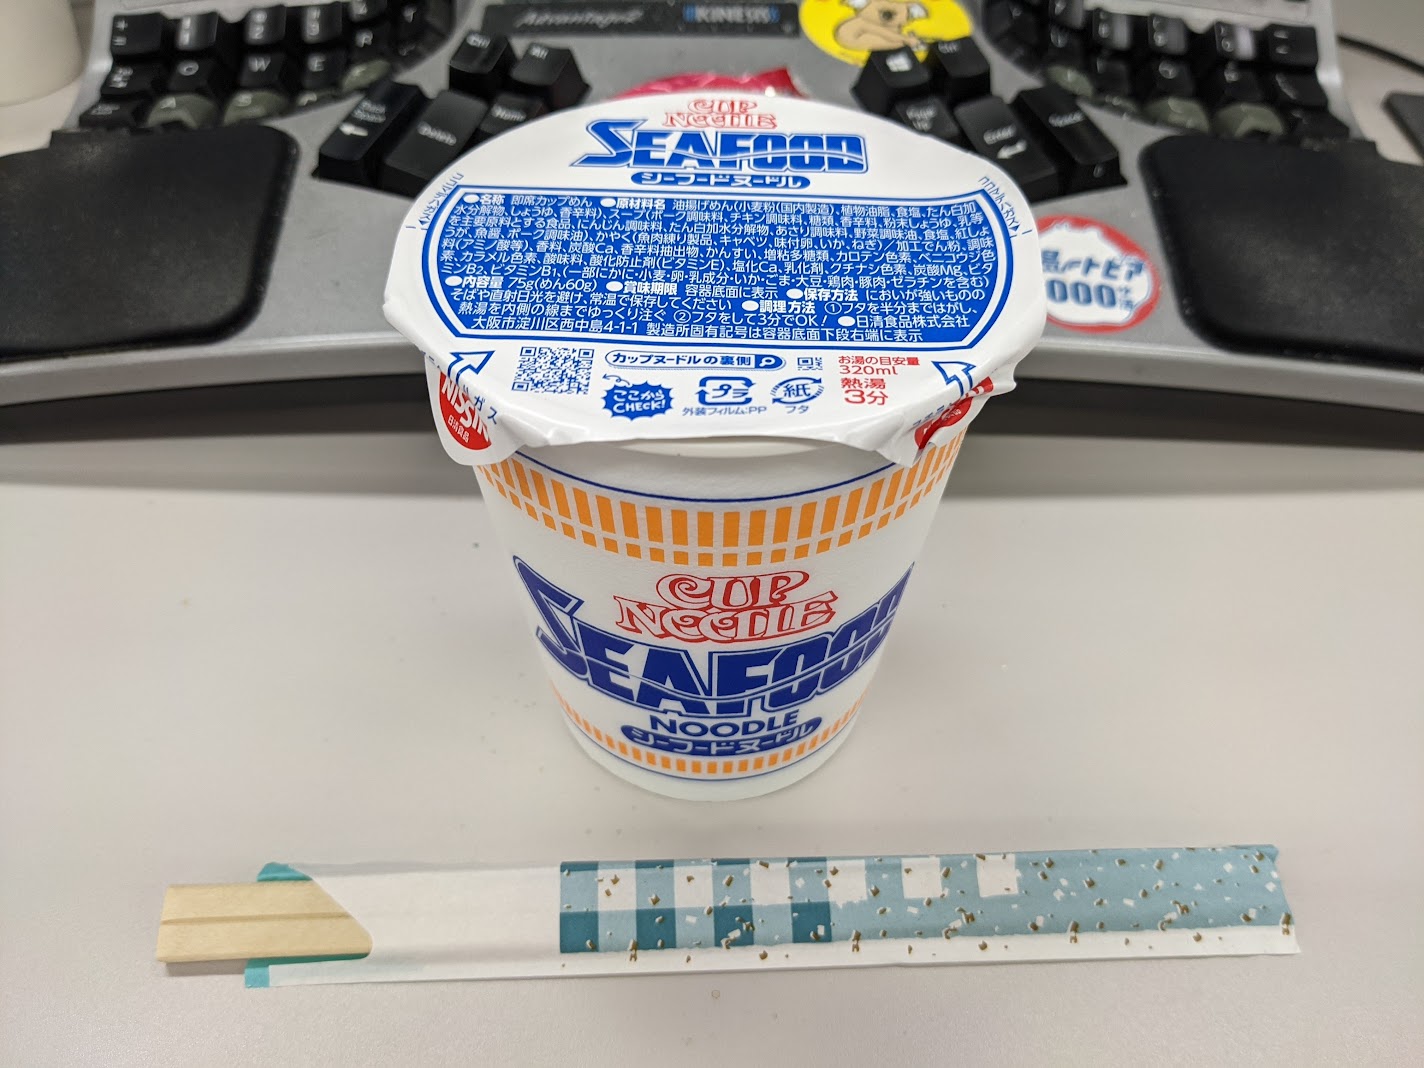 Advantage2
KINESIS
CUP
NOODLE
SEAFOOD
シーフードヌードル
●名称 即席カップめん ●原材料名 油揚げめん(小麦粉(国内製造)、植物油脂、食塩、たん白加
水分解物、しょうゆ、香辛料)、スープ(ポーク調味料、チキン調味料、糖類、香辛料、粉末しょうゆ、乳等
を主要原料とする食品、にんじん調味料、たん白加水分解物、あさり調味料、野菜調味油、食塩、紅しょ
うが、魚醤、ポーク調味油)、かやく(魚肉練り製品、キャベツ、味付卵、いか、ねぎ)/加工でん粉、調味
料(アミノ酸等)、香料、炭酸Ca、香辛料抽出物、かんすい、増粘多糖類、カロテン色素、ベニコウジ色
素、カラメル色素、酸味料、酸化防止剤(ビタミンE)、塩化Ca、乳化剤、クチナシ色素、炭酸Mg、ビタ
ミンB2、ビタミンB1、(一部にかに・小麦・卵・乳成分・いか・ごま・大豆・鶏肉・豚肉・ゼラチンを含む)
●内容量 75g(めん60g) ●賞味期限 容器底面に表示 ●保存方法 においが強いものの
そばや直射日光を避け、常温で保存してください ●調理方法 ①フタを半分まではがし、
熱湯を内側の線までゆっくり注ぐ ②フタをして3分でOK! ●日清食品株式会社
大阪市淀川区西中島4-1-1 製造所固有記号は容器底面下段右端に表示
カップヌードルの裏側
ここから
CHECK!
プラ
外装フィルム:PP
紙
フタ
お湯の目安量
320ml
熱湯
3分
NISSIN
日清食品
CUP
NOODLE
SEAFOOD
NOODLE
シーフードヌードル
Ctrl
Alt
Back
Space
Delete
Home
Enter
Space
Q
W
E
R
A
S